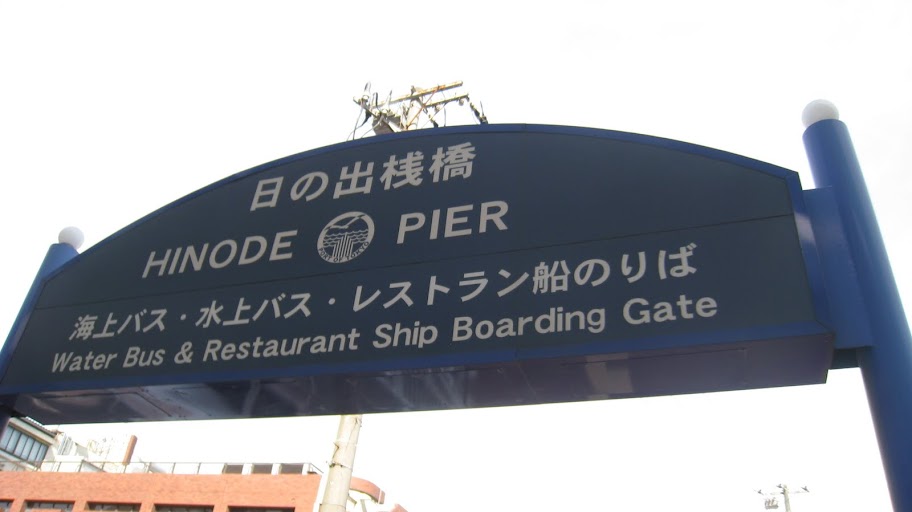 日の出桟橋
HINODE PIER
海上バス・水上バス・レストラン船のりば
Water Bus & Restaurant Ship Boarding Gate